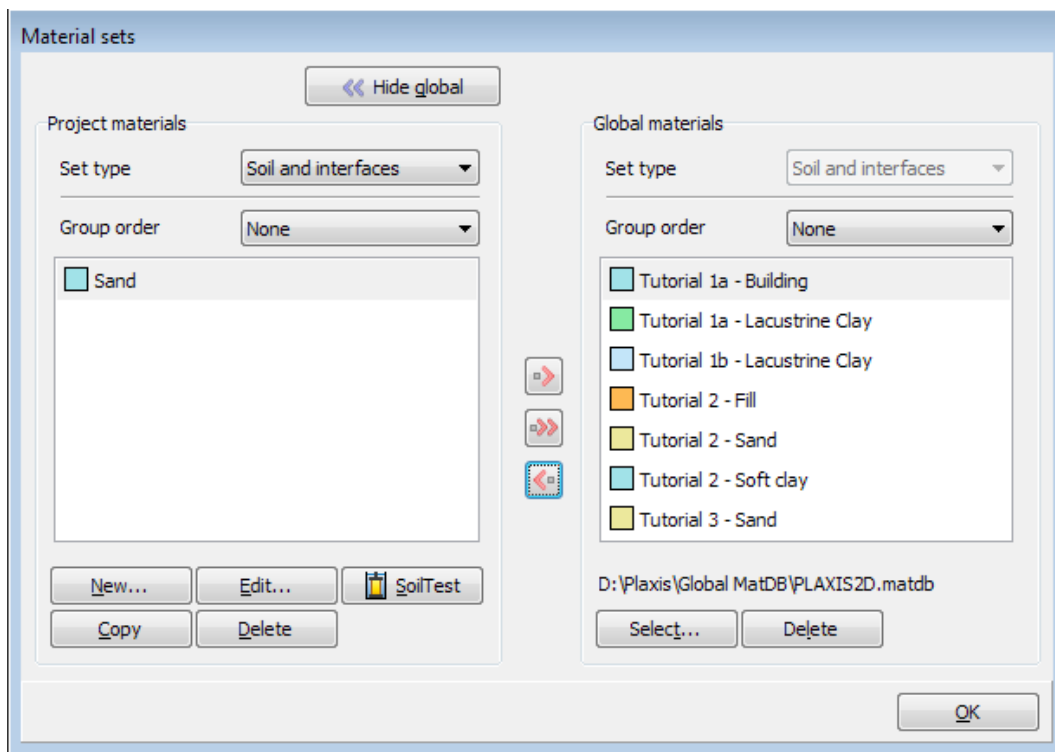 Material sets
Hide global
Project materials
Set type
Soil and interfaces
Group order
None
Sand
New...
Edit...
SoilTest
Copy
Delete
Global materials
Set type
Soil and interfaces
Group order
None
Tutorial 1a - Building
Tutorial 1a - Lacustrine Clay
Tutorial 1b - Lacustrine Clay
Tutorial 2 - Fill
Tutorial 2 - Sand
Tutorial 2 - Soft clay
Tutorial 3 - Sand
D:\Plaxis\Global MatDB\PLAXIS2D.matdb
Select...
Delete
OK